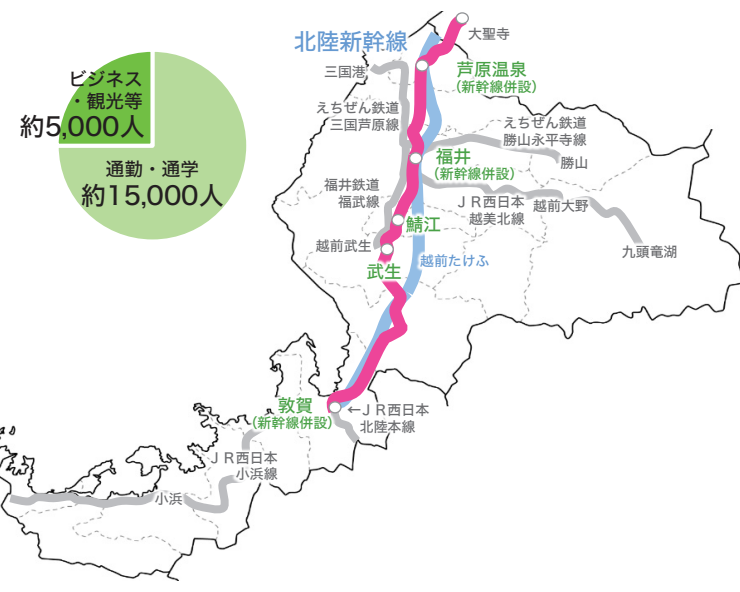 北陸新幹線
大聖寺
ビジネス
・観光等
約5,000人
通勤・通学
約15,000人
三国港
芦原温泉
(新幹線併設)
えちぜん鉄道
三国芦原線
えちぜん鉄道
勝山永平寺線
勝山
福井
(新幹線併設)
福井鉄道
福武線
ＪＲ西日本
越美北線
越前大野
鯖江
越前武生
九頭竜湖
武生
越前たけふ
敦賀
(新幹線併設)
←ＪＲ西日本
北陸本線
ＪＲ西日本
小浜線
小浜